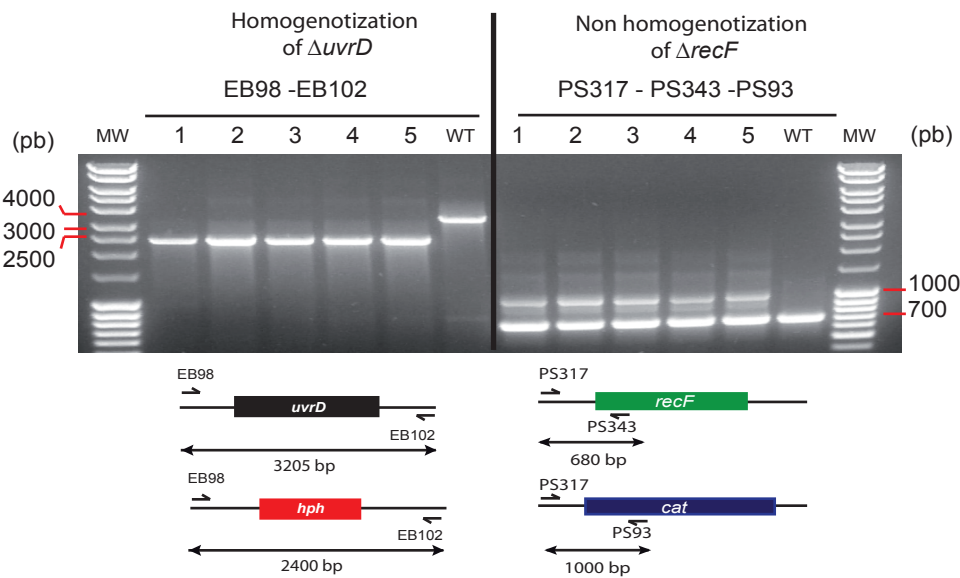 Homogenotization
of ΔuvrD
Non homogenotization
of ΔrecF
EB98 -EB102
PS317 - PS343 -PS93
(pb)
MW
1
2
3
4
5
WT
1
2
3
4
5
WT
MW
(pb)
4000
3000
2500
1000
700
EB98
uvrD
EB102
3205 bp
EB98
hph
EB102
2400 bp
PS317
recF
PS343
680 bp
PS317
cat
PS93
1000 bp